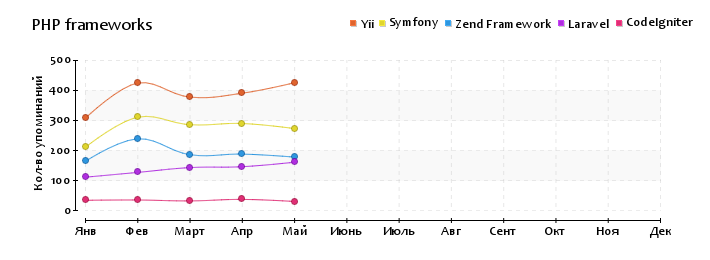 PHP frameworks
Yii Symfony Zend Framework Laravel CodeIgniter
Кол-во упоминаний
500
400
300
200
100
0
Янв Фев Март Апр Май Июнь Июль Авг Сент Окт Ноя Дек